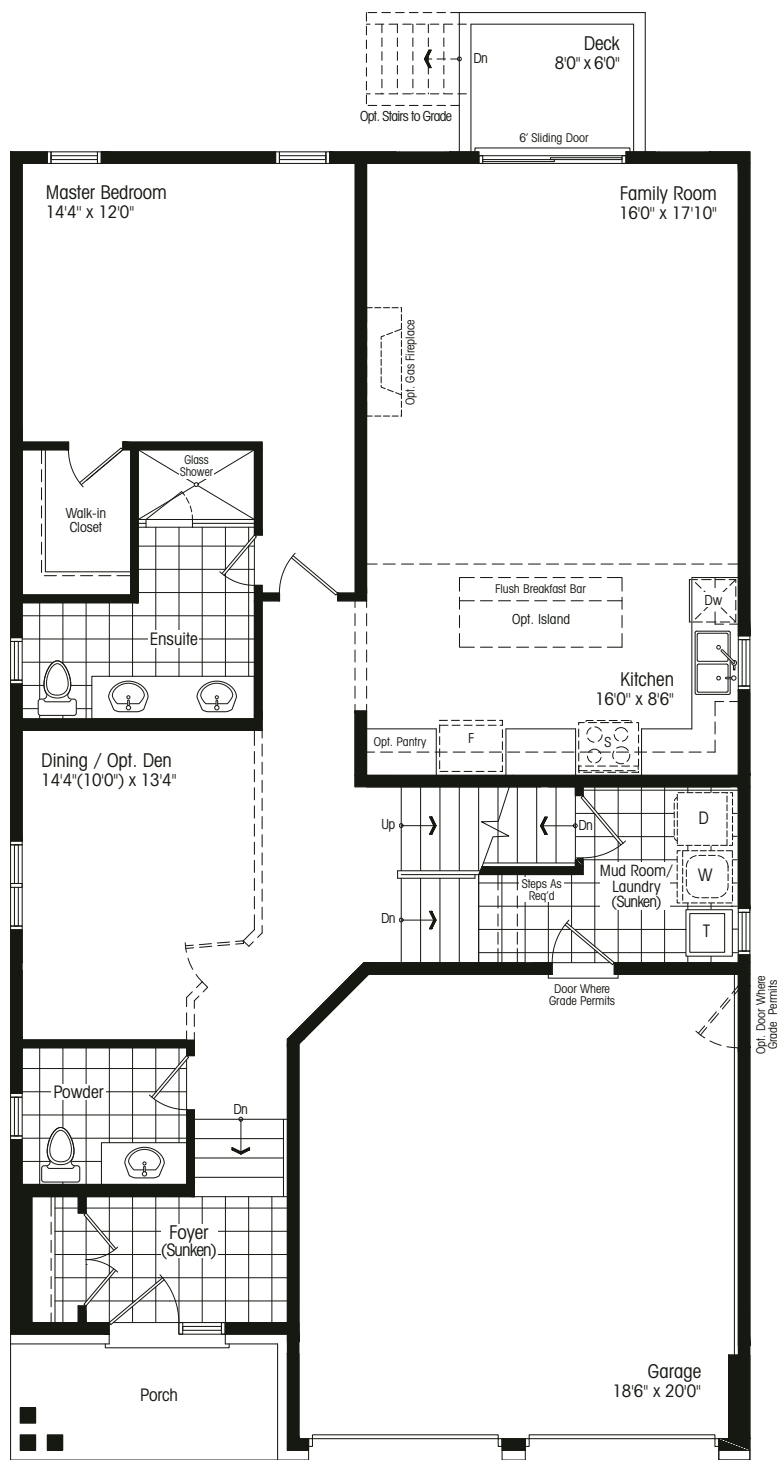 Deck
8'0" x 6'0"
Dn
Opt. Stairs to Grade
6' Sliding Door
Master Bedroom
14'4" x 12'0"
Family Room
16'0" x 17'10"
Opt. Gas Fireplace
Glass
Shower
Walk-in
Closet
Flush Breakfast Bar
Opt. Island
Dw
Ensuite
Kitchen
16'0" x 8'6"
Opt. Pantry
F
S
Dining / Opt. Den
14'4"(10'0") x 13'4"
Up
Dn
D
Mud Room/
Laundry
(Sunken)
W
Steps As
Req'd
Dn
T
Door Where
Grade Permits
Opt. Door Where
Grade Permits
Powder
Dn
Foyer
(Sunken)
Porch
Garage
18'6" x 20'0"